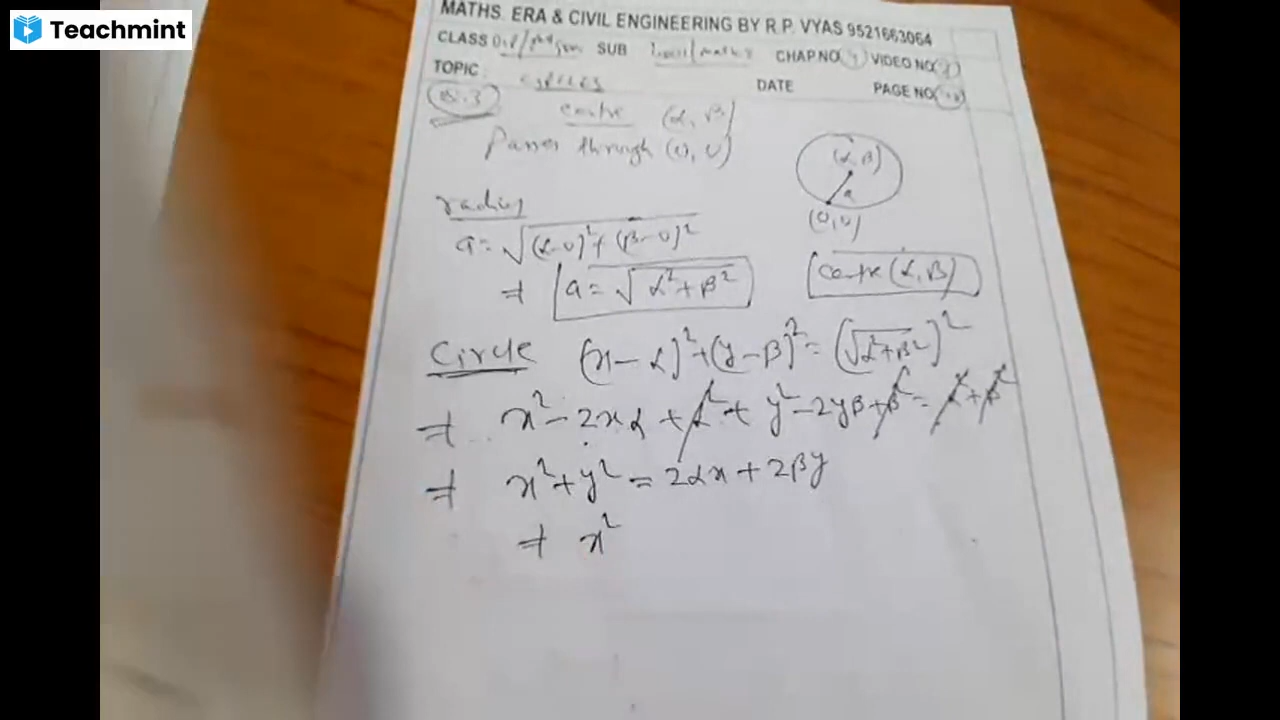 Teachmint
MATHS. ERA & CIVIL ENGINEERING BY R.P. VYAS 9521663064
CLASS SUB CHAP.NO VIDEO NO
TOPIC DATE PAGE NO
centre (α, β)
Passes through (0, 0)
(α, β)
a
(0,0)
radius
a = √(α-0)²+(β-0)²
⇒ a = √α²+β²
centre (α, β)
Circle (x-α)²+(y-β)² = (√α²+β²)²
⇒ x²-2xα+α²+y²-2yβ+β² = α²+β²
⇒ x²+y² = 2αx+2βy
⇒ x²